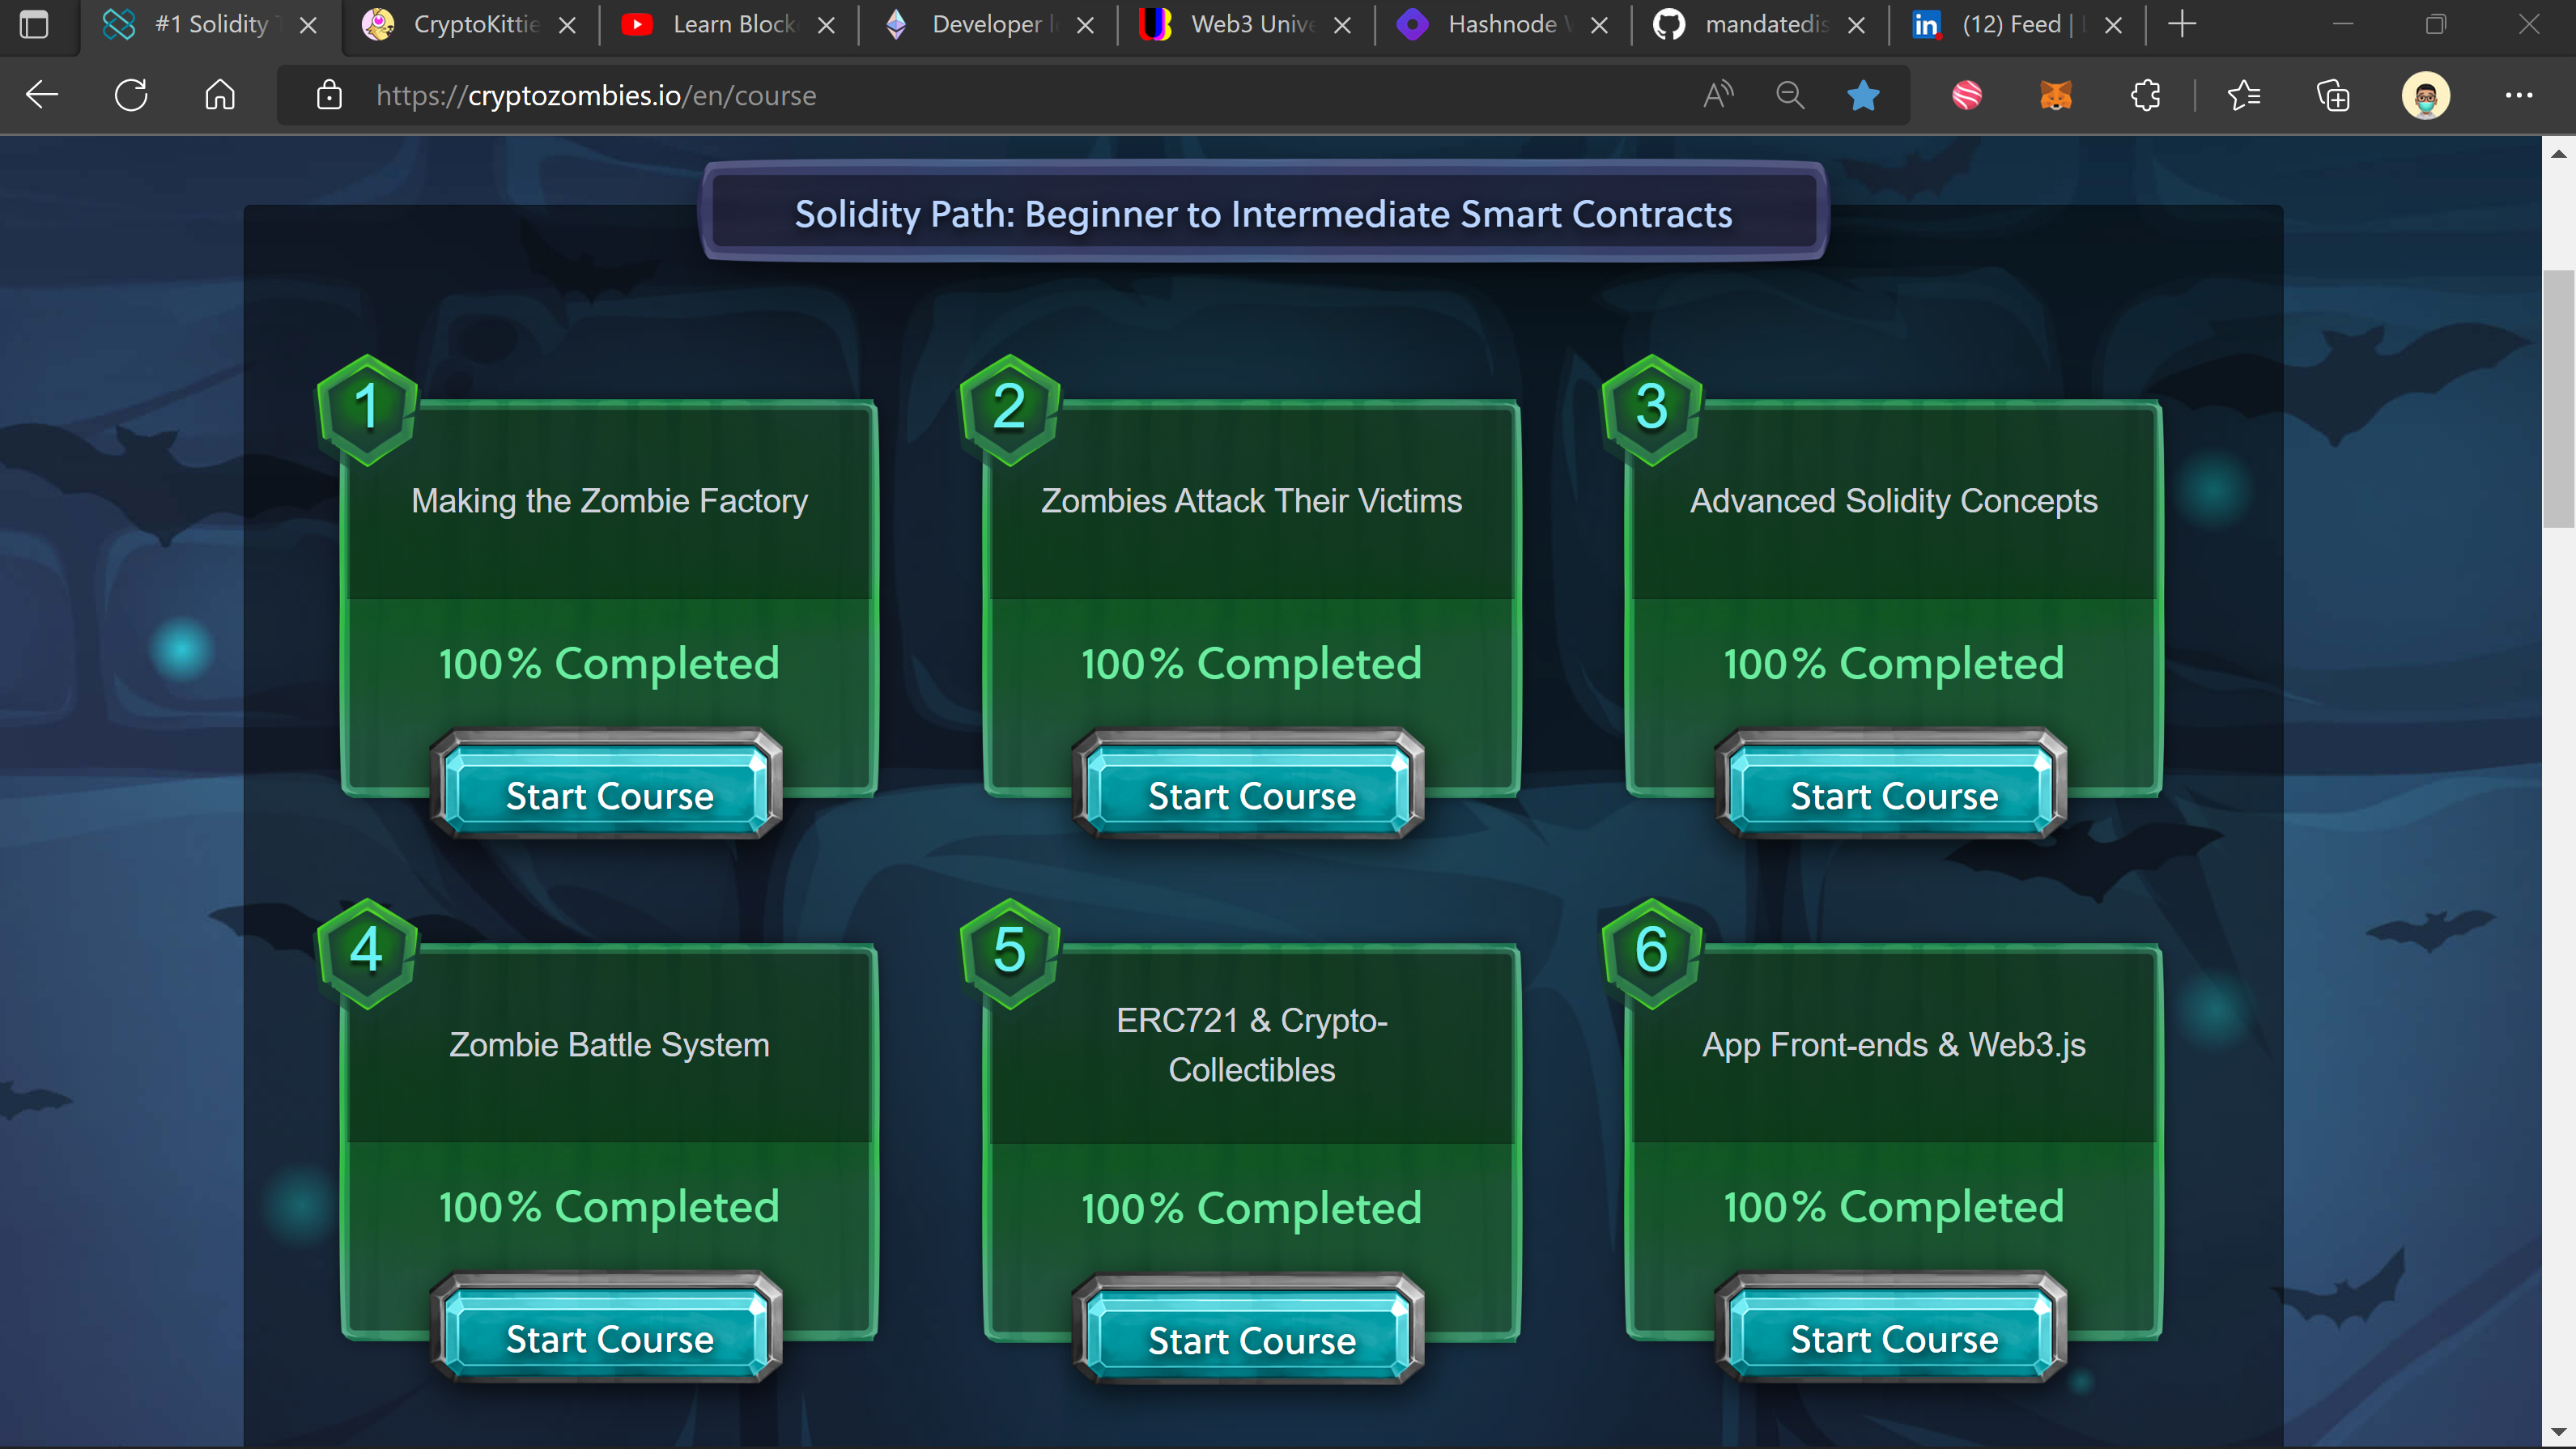 #1 Solidity
CryptoKittie
Learn Block
Developer
Web3 Unive
Hashnode
mandatedis
(12) Feed |
https://cryptozombies.io/en/course
Solidity Path: Beginner to Intermediate Smart Contracts
1
2
3
Making the Zombie Factory
Zombies Attack Their Victims
Advanced Solidity Concepts
100% Completed
100% Completed
100% Completed
Start Course
Start Course
Start Course
4
5
6
Zombie Battle System
ERC721 & Crypto-
Collectibles
App Front-ends & Web3.js
100% Completed
100% Completed
100% Completed
Start Course
Start Course
Start Course